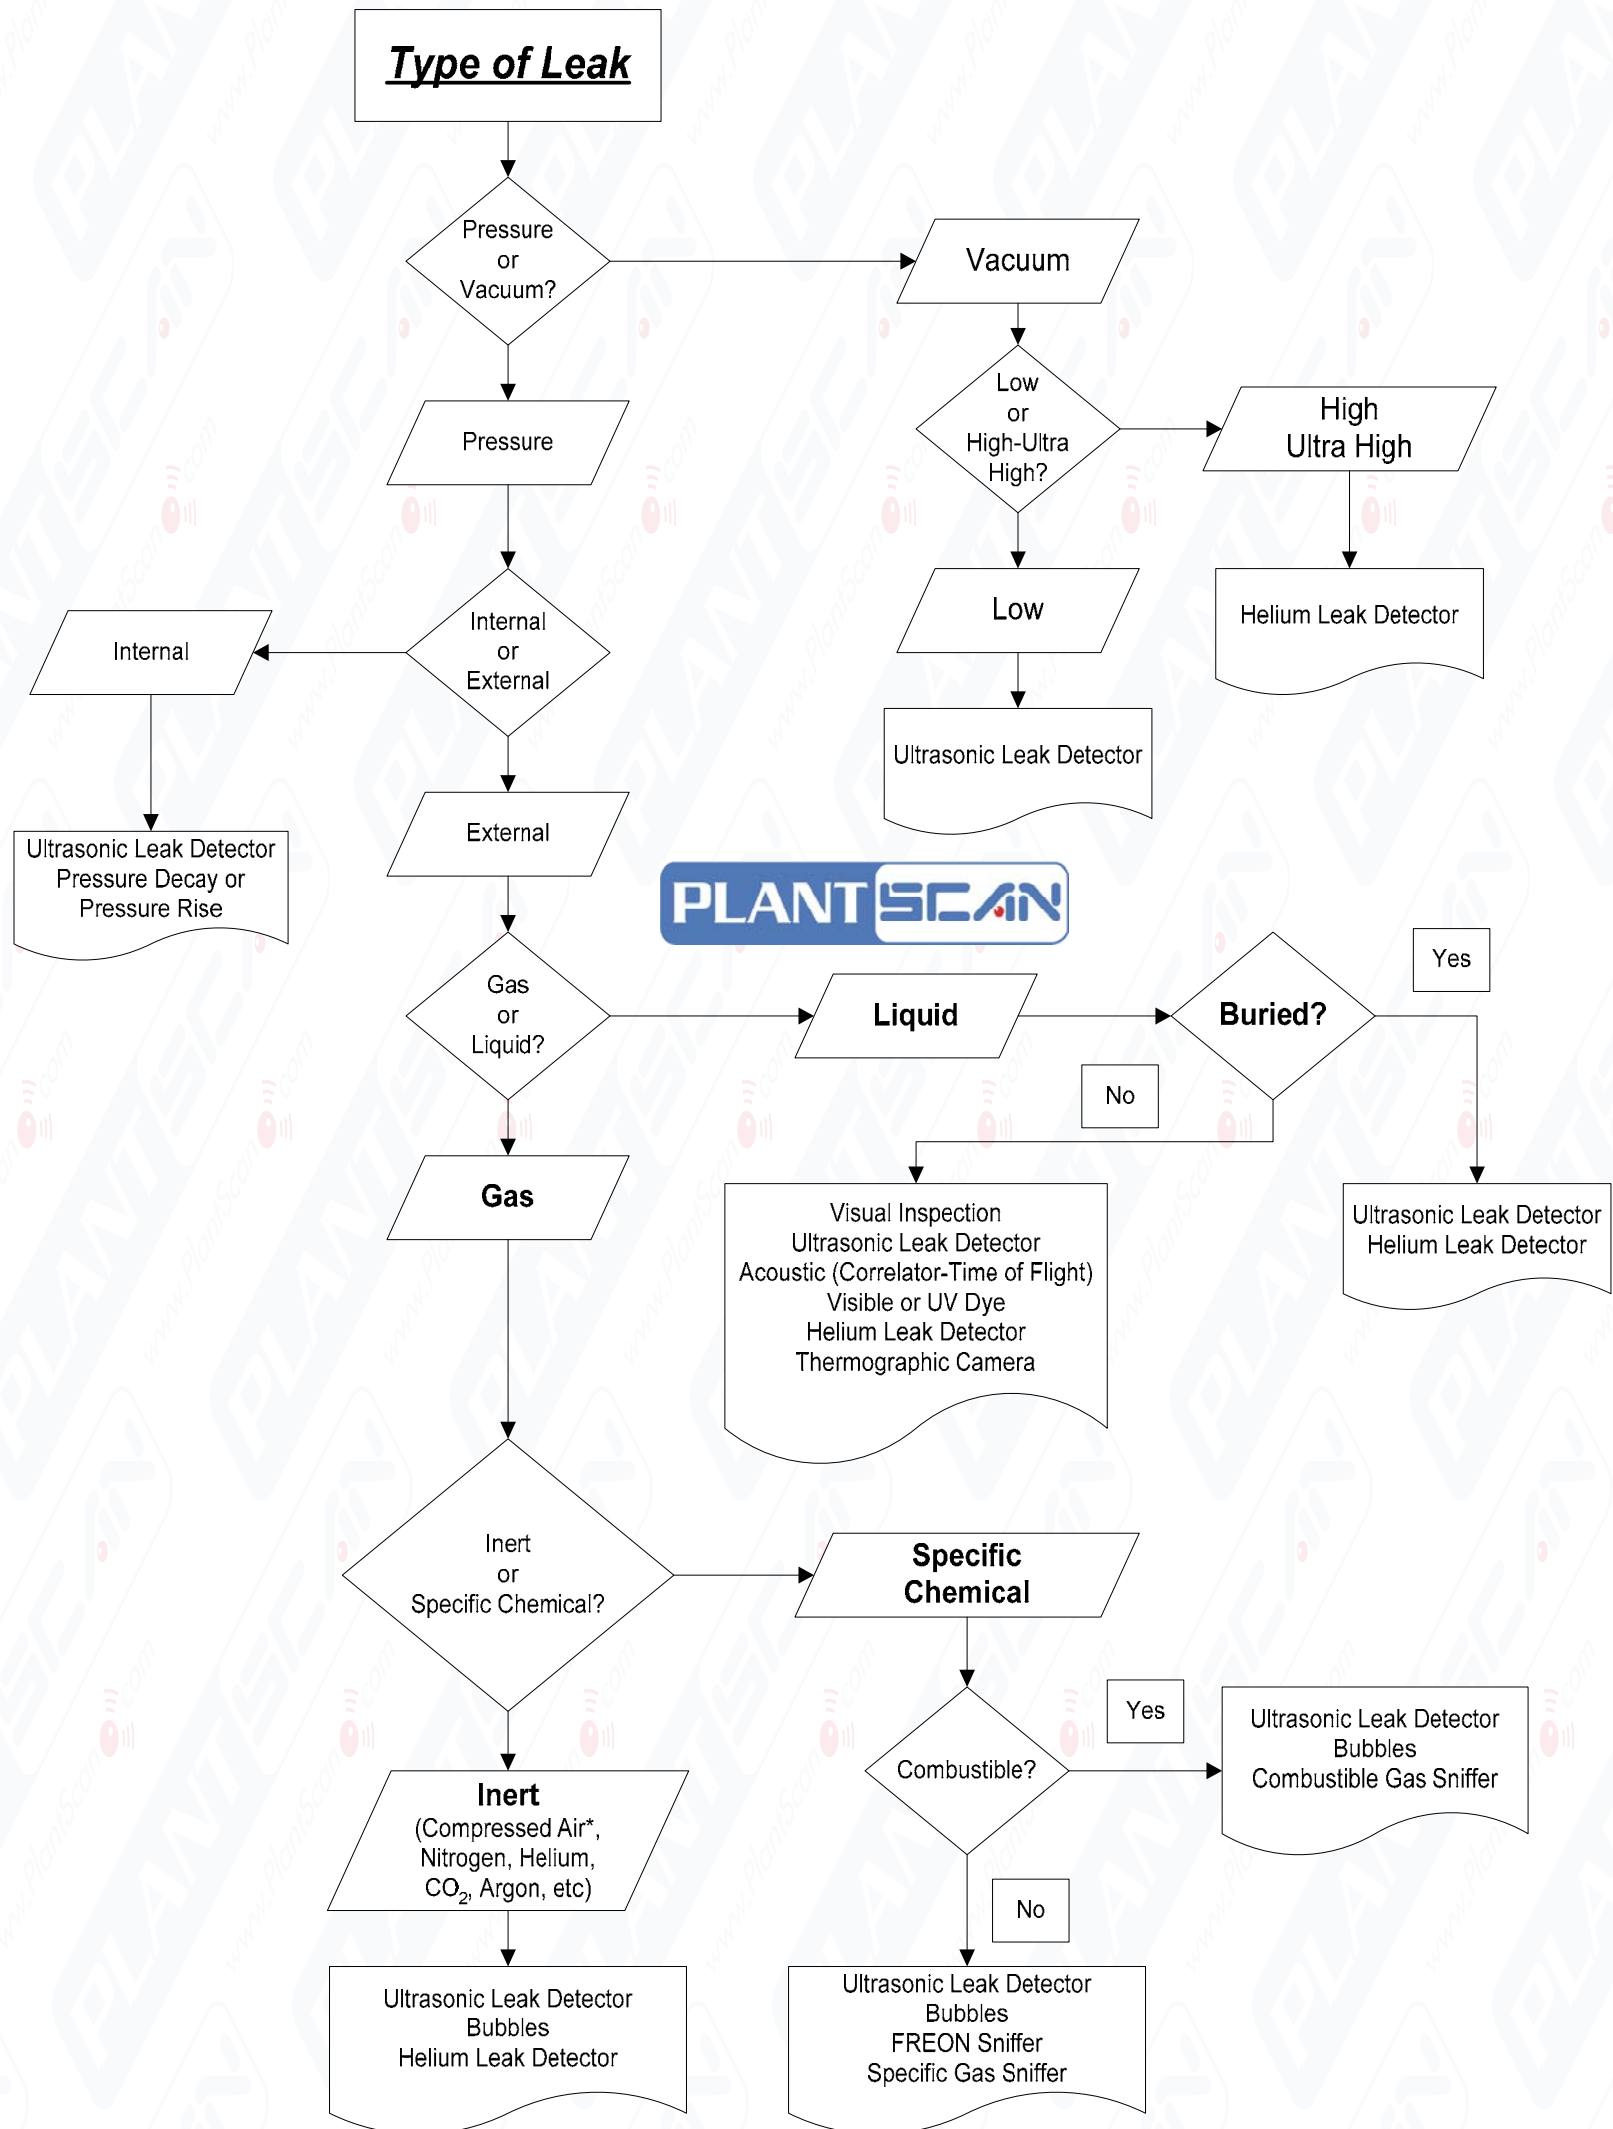 Type of Leak
Pressure
or
Vacuum?
Vacuum
Low
or
High-Ultra
High?
High
Ultra High
Pressure
Helium Leak Detector
Low
Internal
or
External
Internal
Ultrasonic Leak Detector
External
Ultrasonic Leak Detector
Pressure Decay or
Pressure Rise
PLANTSCAN
Gas
or
Liquid?
Liquid
Buried?
Yes
No
Gas
Visual Inspection
Ultrasonic Leak Detector
Acoustic (Correlator-Time of Flight)
Visible or UV Dye
Helium Leak Detector
Thermographic Camera
Ultrasonic Leak Detector
Helium Leak Detector
Inert
or
Specific Chemical?
Specific
Chemical
Combustible?
Yes
Ultrasonic Leak Detector
Bubbles
Combustible Gas Sniffer
Inert
(Compressed Air*,
Nitrogen, Helium,
CO₂, Argon, etc)
No
Ultrasonic Leak Detector
Bubbles
Helium Leak Detector
Ultrasonic Leak Detector
Bubbles
FREON Sniffer
Specific Gas Sniffer